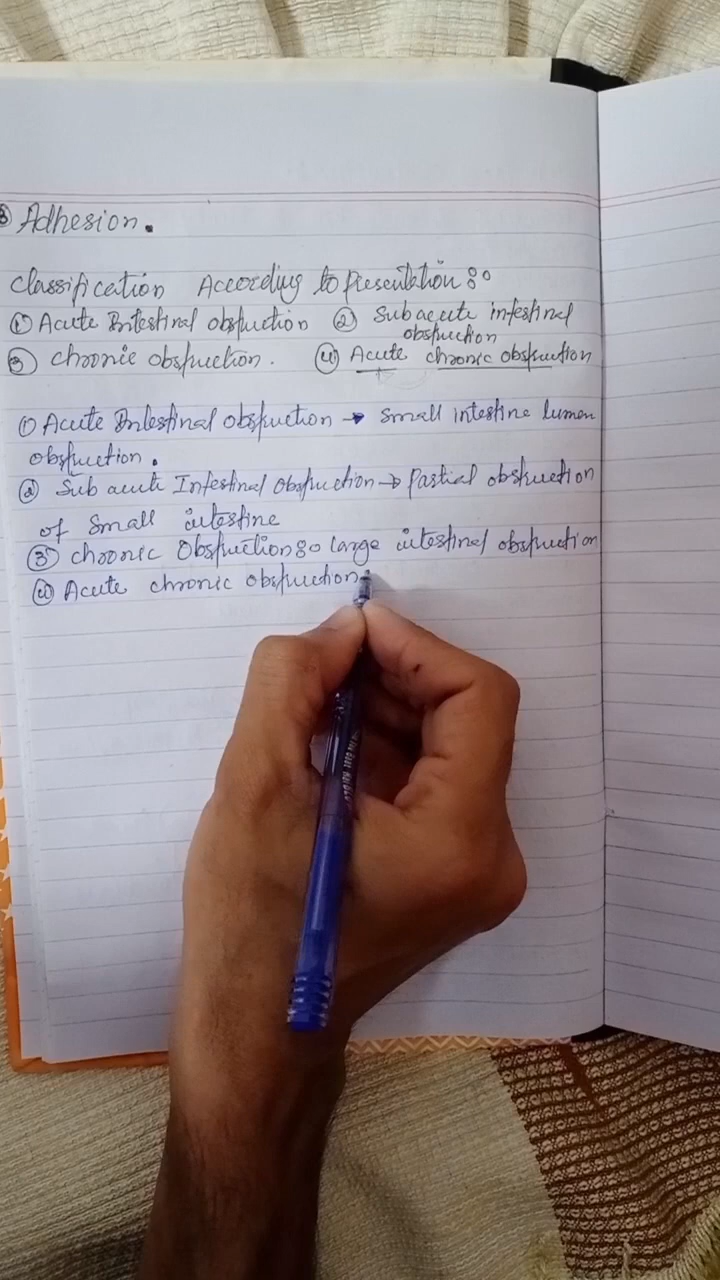 ③ Adhesion.
Classification According to Presentation :-
① Acute Intestinal obstruction ② Subacute intestinal obstruction
③ chronic obstruction. ④ Acute chronic obstruction
① Acute Intestinal obstruction → Small intestine lumen
obstruction.
② Sub acute Intestinal Obstruction → Partial obstruction
of Small intestine
③ chronic Obstruction :- large intestinal obstruction
④ Acute chronic obstruction